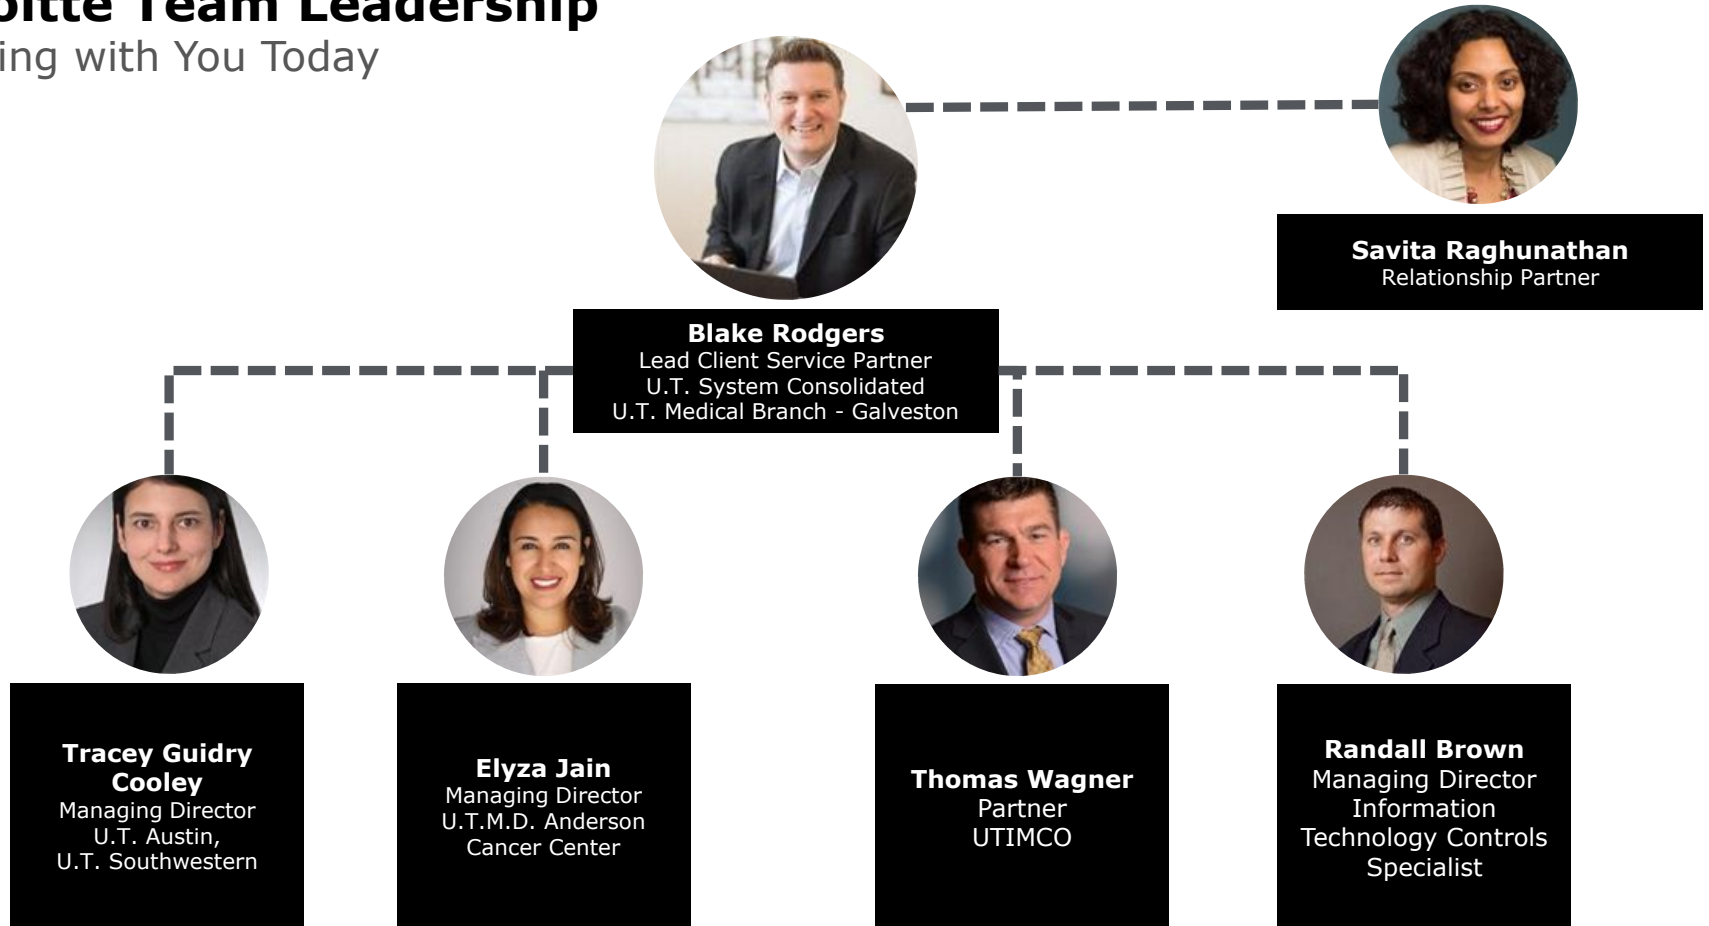 oitte Team Leadership
ing with You Today
Savita Raghunathan
Relationship Partner
Blake Rodgers
Lead Client Service Partner
U.T. System Consolidated
U.T. Medical Branch - Galveston
Tracey Guidry
Cooley
Managing Director
U.T. Austin,
U.T. Southwestern
Elyza Jain
Managing Director
U.T.M.D. Anderson
Cancer Center
Thomas Wagner
Partner
UTIMCO
Randall Brown
Managing Director
Information
Technology Controls
Specialist